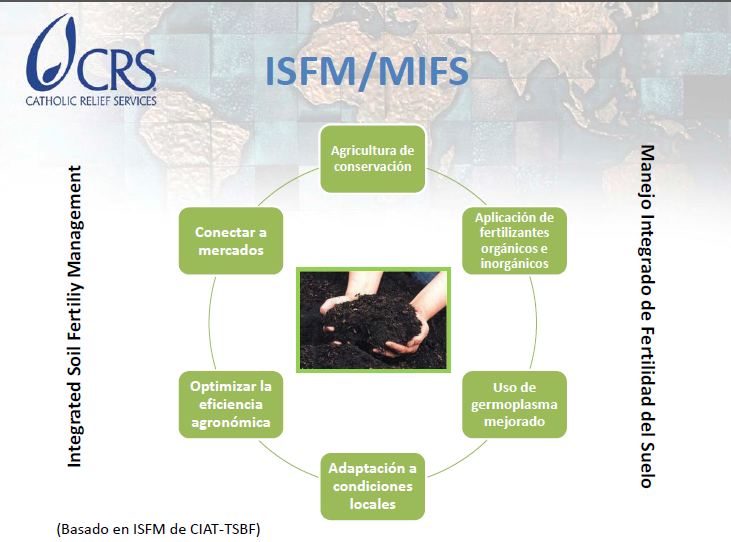 CRS
CATHOLIC RELIEF SERVICES
ISFM/MIFS
Integrated Soil Fertiliy Management
Agricultura de
conservación
Aplicación de
fertilizantes
orgánicos e
inorgánicos
Uso de
germoplasma
mejorado
Adaptación a
condiciones
locales
Optimizar la
eficiencia
agronómica
Conectar a
mercados
Manejo Integrado de Fertilidad del Suelo
(Basado en ISFM de CIAT-TSBF)